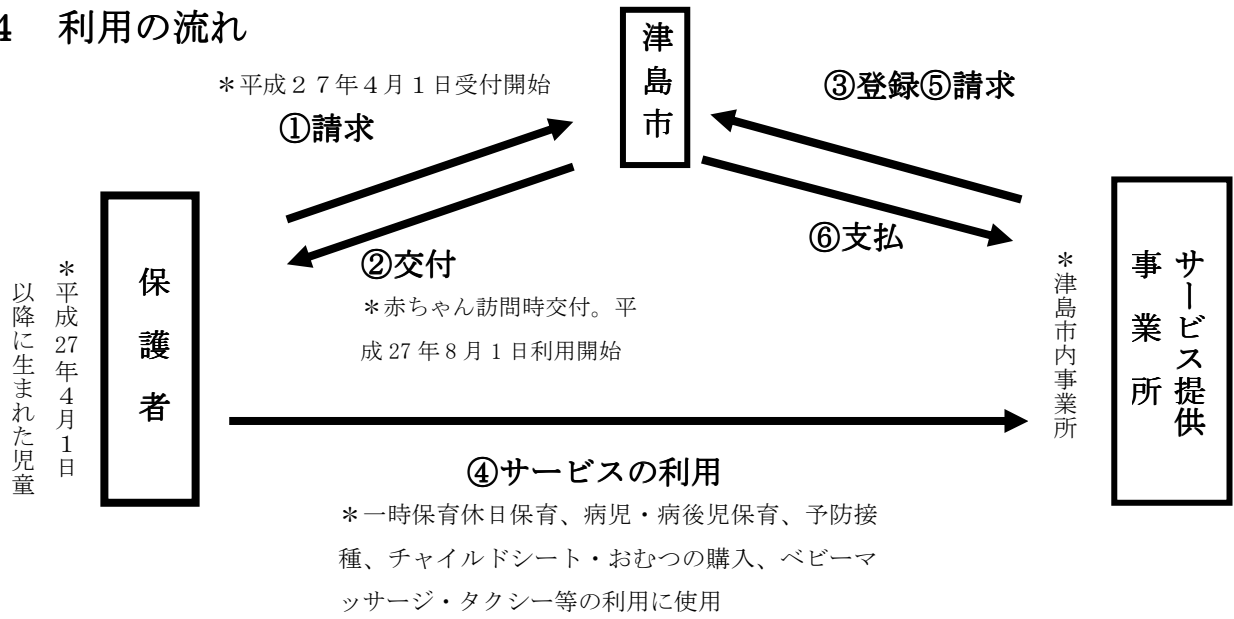 4　利用の流れ
津島市
＊平成２７年４月１日受付開始
①請求
③登録⑤請求
②交付
＊赤ちゃん訪問時交付。平
成27年８月１日利用開始
⑥支払
保護者
＊平成27年４月１日
以降に生まれた児童
サービス提供
事業所
＊津島市内事業所
④サービスの利用
＊一時保育休日保育、病児・病後児保育、予防接
種、チャイルドシート・おむつの購入、ベビーマ
ッサージ・タクシー等の利用に使用